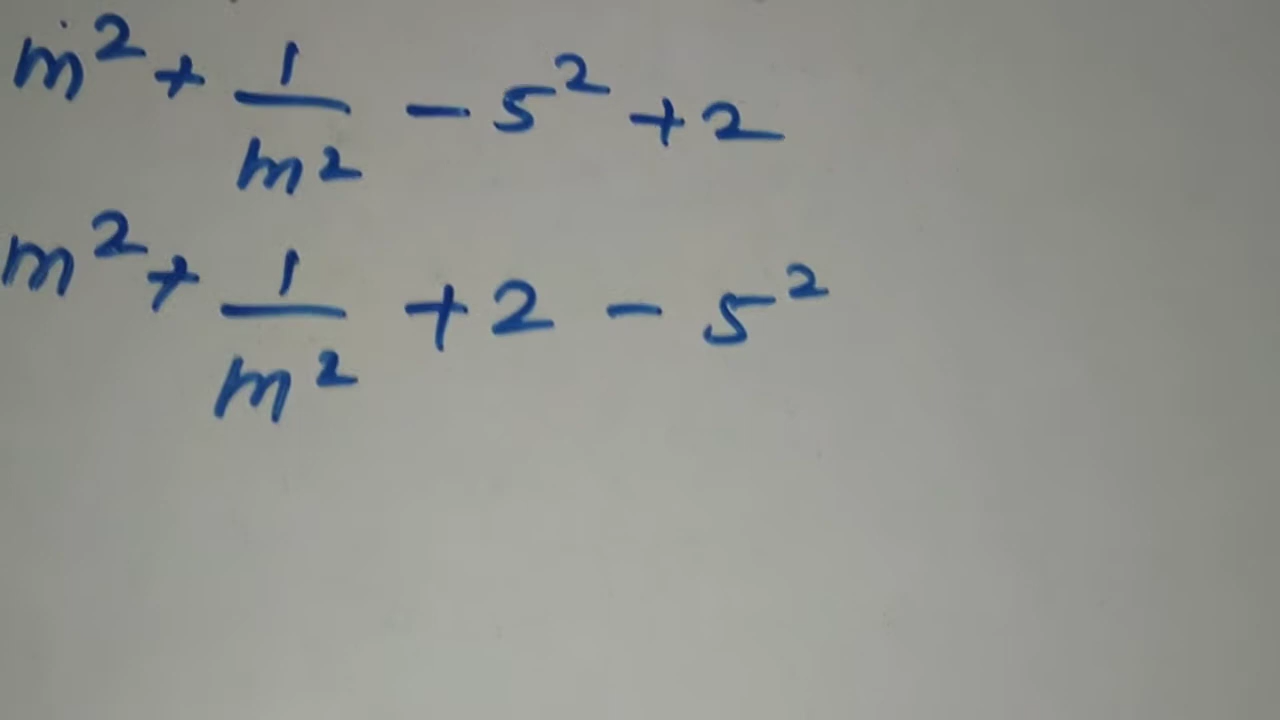 m² + 1/m² - 5² + 2
m² + 1/m² + 2 - 5²